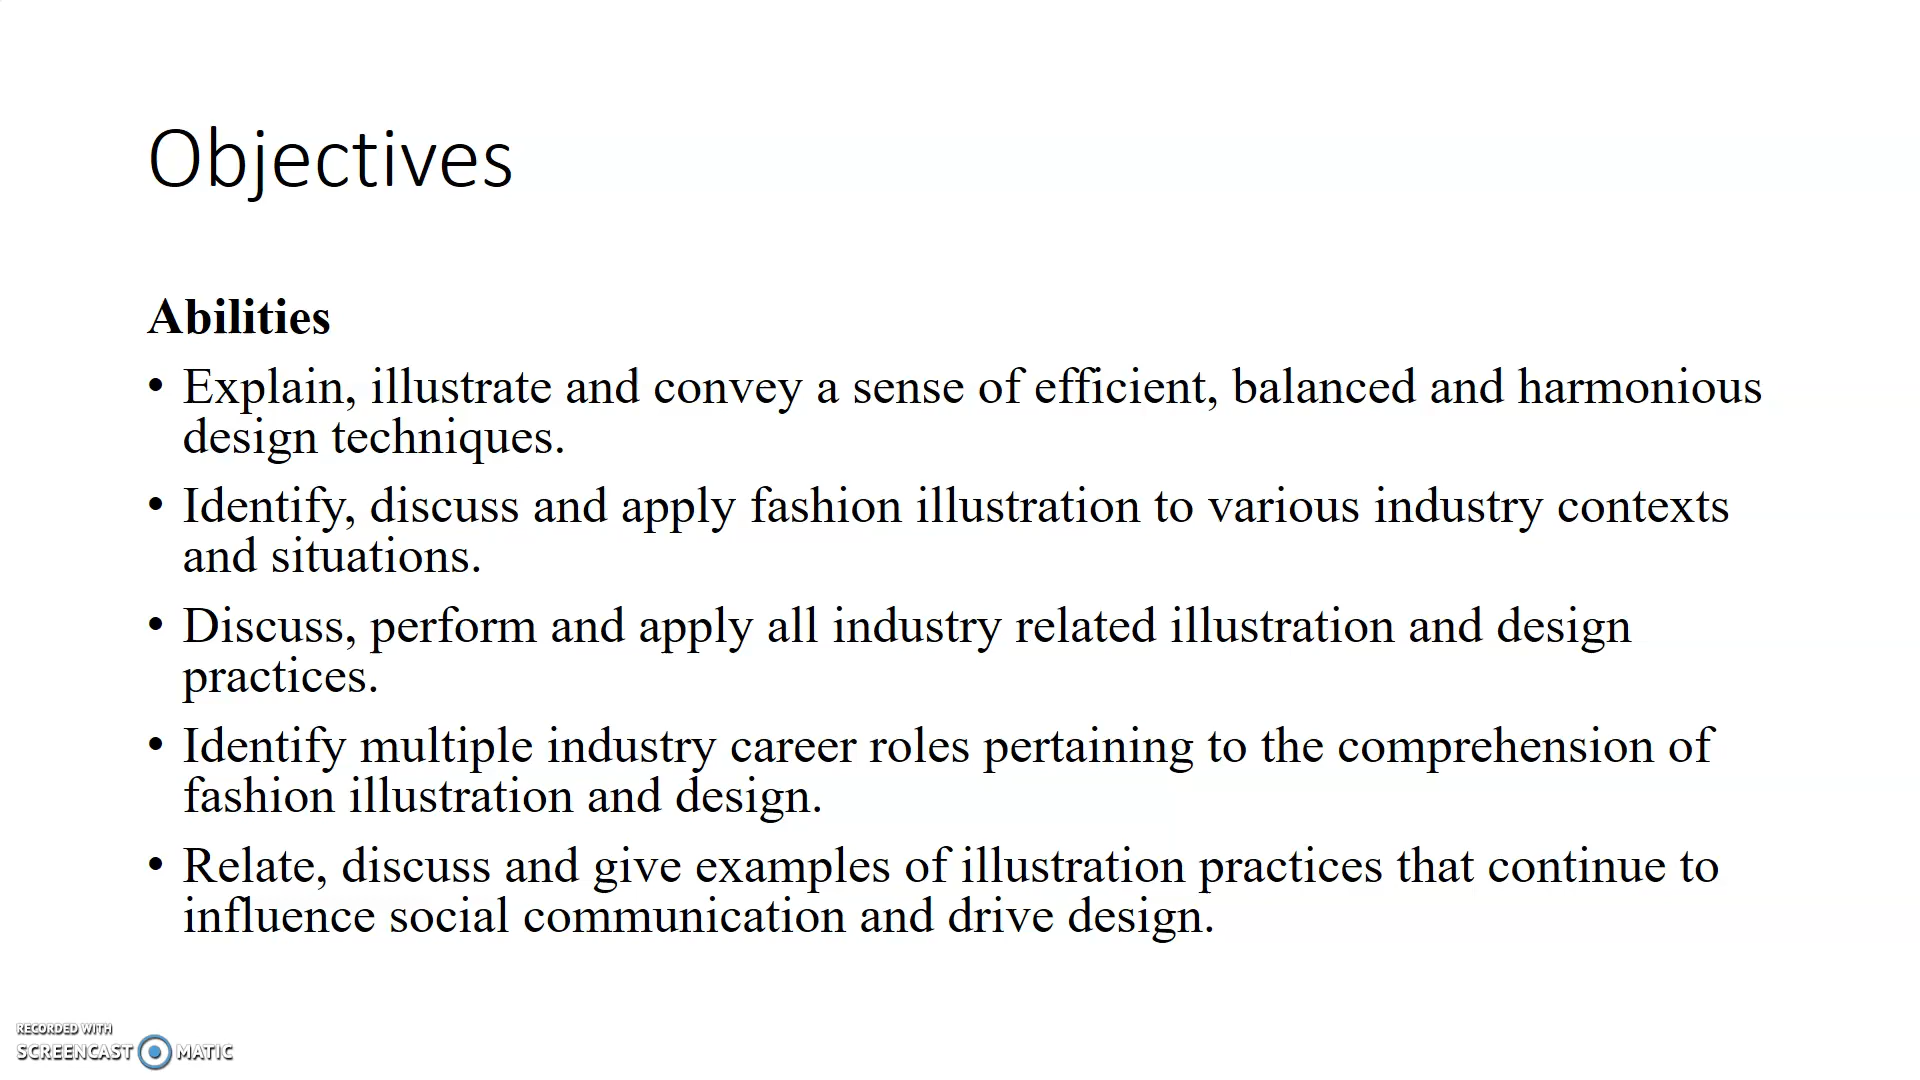 Objectives
Abilities
• Explain, illustrate and convey a sense of efficient, balanced and harmonious
design techniques.
• Identify, discuss and apply fashion illustration to various industry contexts
and situations.
• Discuss, perform and apply all industry related illustration and design
practices.
• Identify multiple industry career roles pertaining to the comprehension of
fashion illustration and design.
• Relate, discuss and give examples of illustration practices that continue to
influence social communication and drive design.
RECORDED WITH
SCREENCAST MATIC